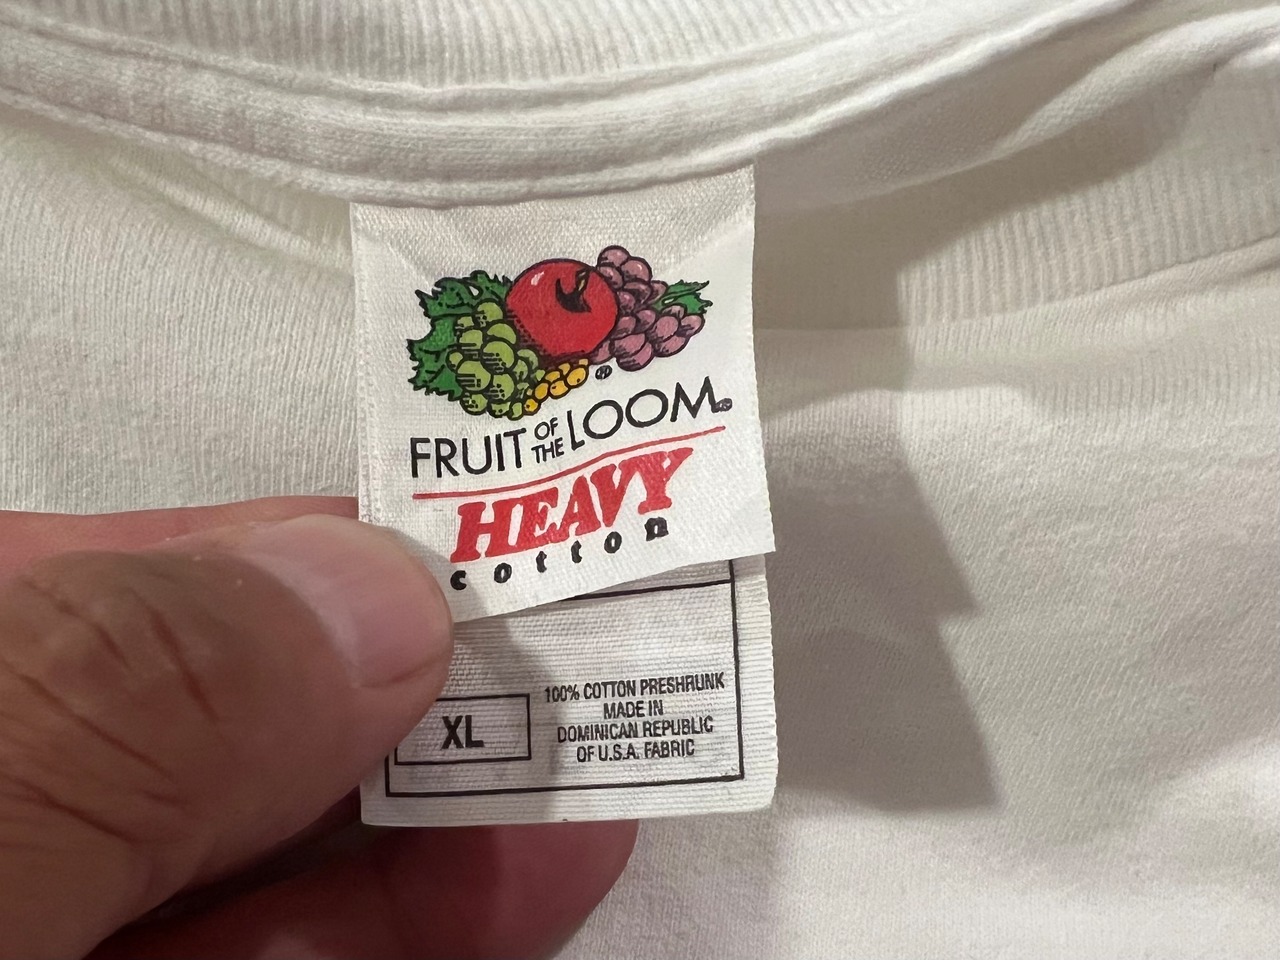 FRUIT OF THE LOOM®
HEAVY
cotton
XL
100% COTTON PRESHRUNK
MADE IN
DOMINICAN REPUBLIC
OF U.S.A. FABRIC